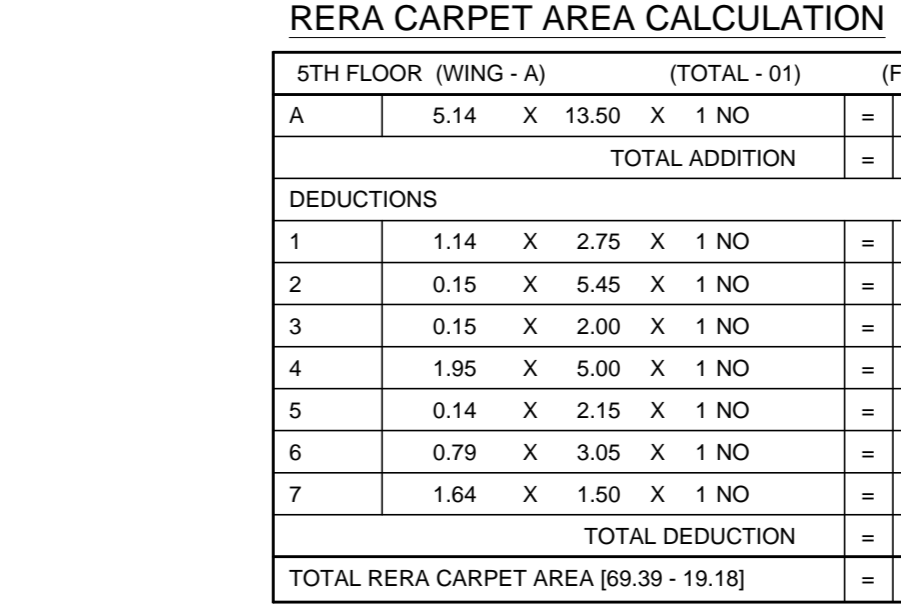 RERA CARPET AREA CALCULATION
5TH FLOOR (WING - A) (TOTAL - 01) (F
A 5.14 X 13.50 X 1 NO =
TOTAL ADDITION =
DEDUCTIONS
1 1.14 X 2.75 X 1 NO =
2 0.15 X 5.45 X 1 NO =
3 0.15 X 2.00 X 1 NO =
4 1.95 X 5.00 X 1 NO =
5 0.14 X 2.15 X 1 NO =
6 0.79 X 3.05 X 1 NO =
7 1.64 X 1.50 X 1 NO =
TOTAL DEDUCTION =
TOTAL RERA CARPET AREA [69.39 - 19.18] =